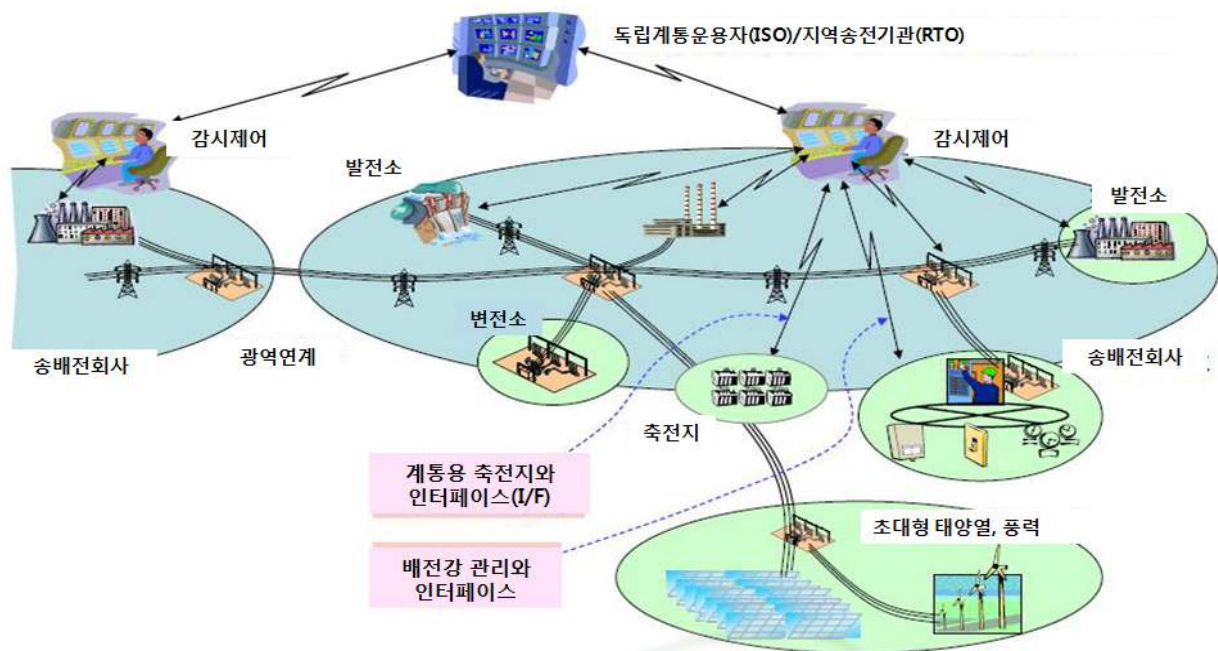 독립계통운용자(ISO)/지역송전기관(RTO)
감시제어
감시제어
발전소
발전소
변전소
송배전회사
광역연계
송배전회사
축전지
계통용 축전지와
인터페이스(I/F)
초대형 태양열, 풍력
배전강 관리와
인터페이스